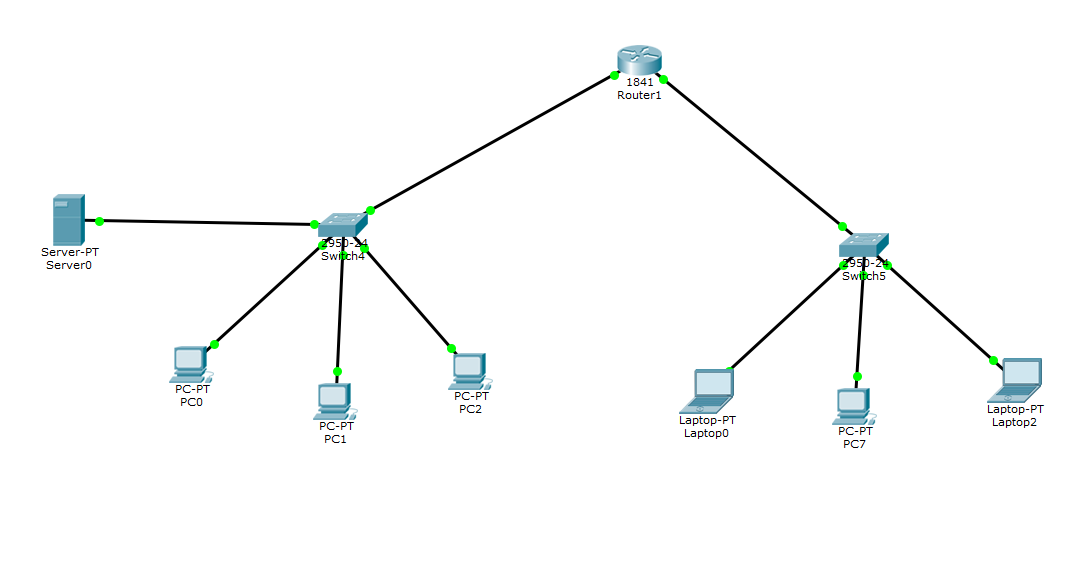 1841
Router1
Server-PT
Server0
2950-24
Switch4
2950-24
Switch5
PC-PT
PC0
PC-PT
PC1
PC-PT
PC2
Laptop-PT
Laptop0
PC-PT
PC7
Laptop-PT
Laptop2